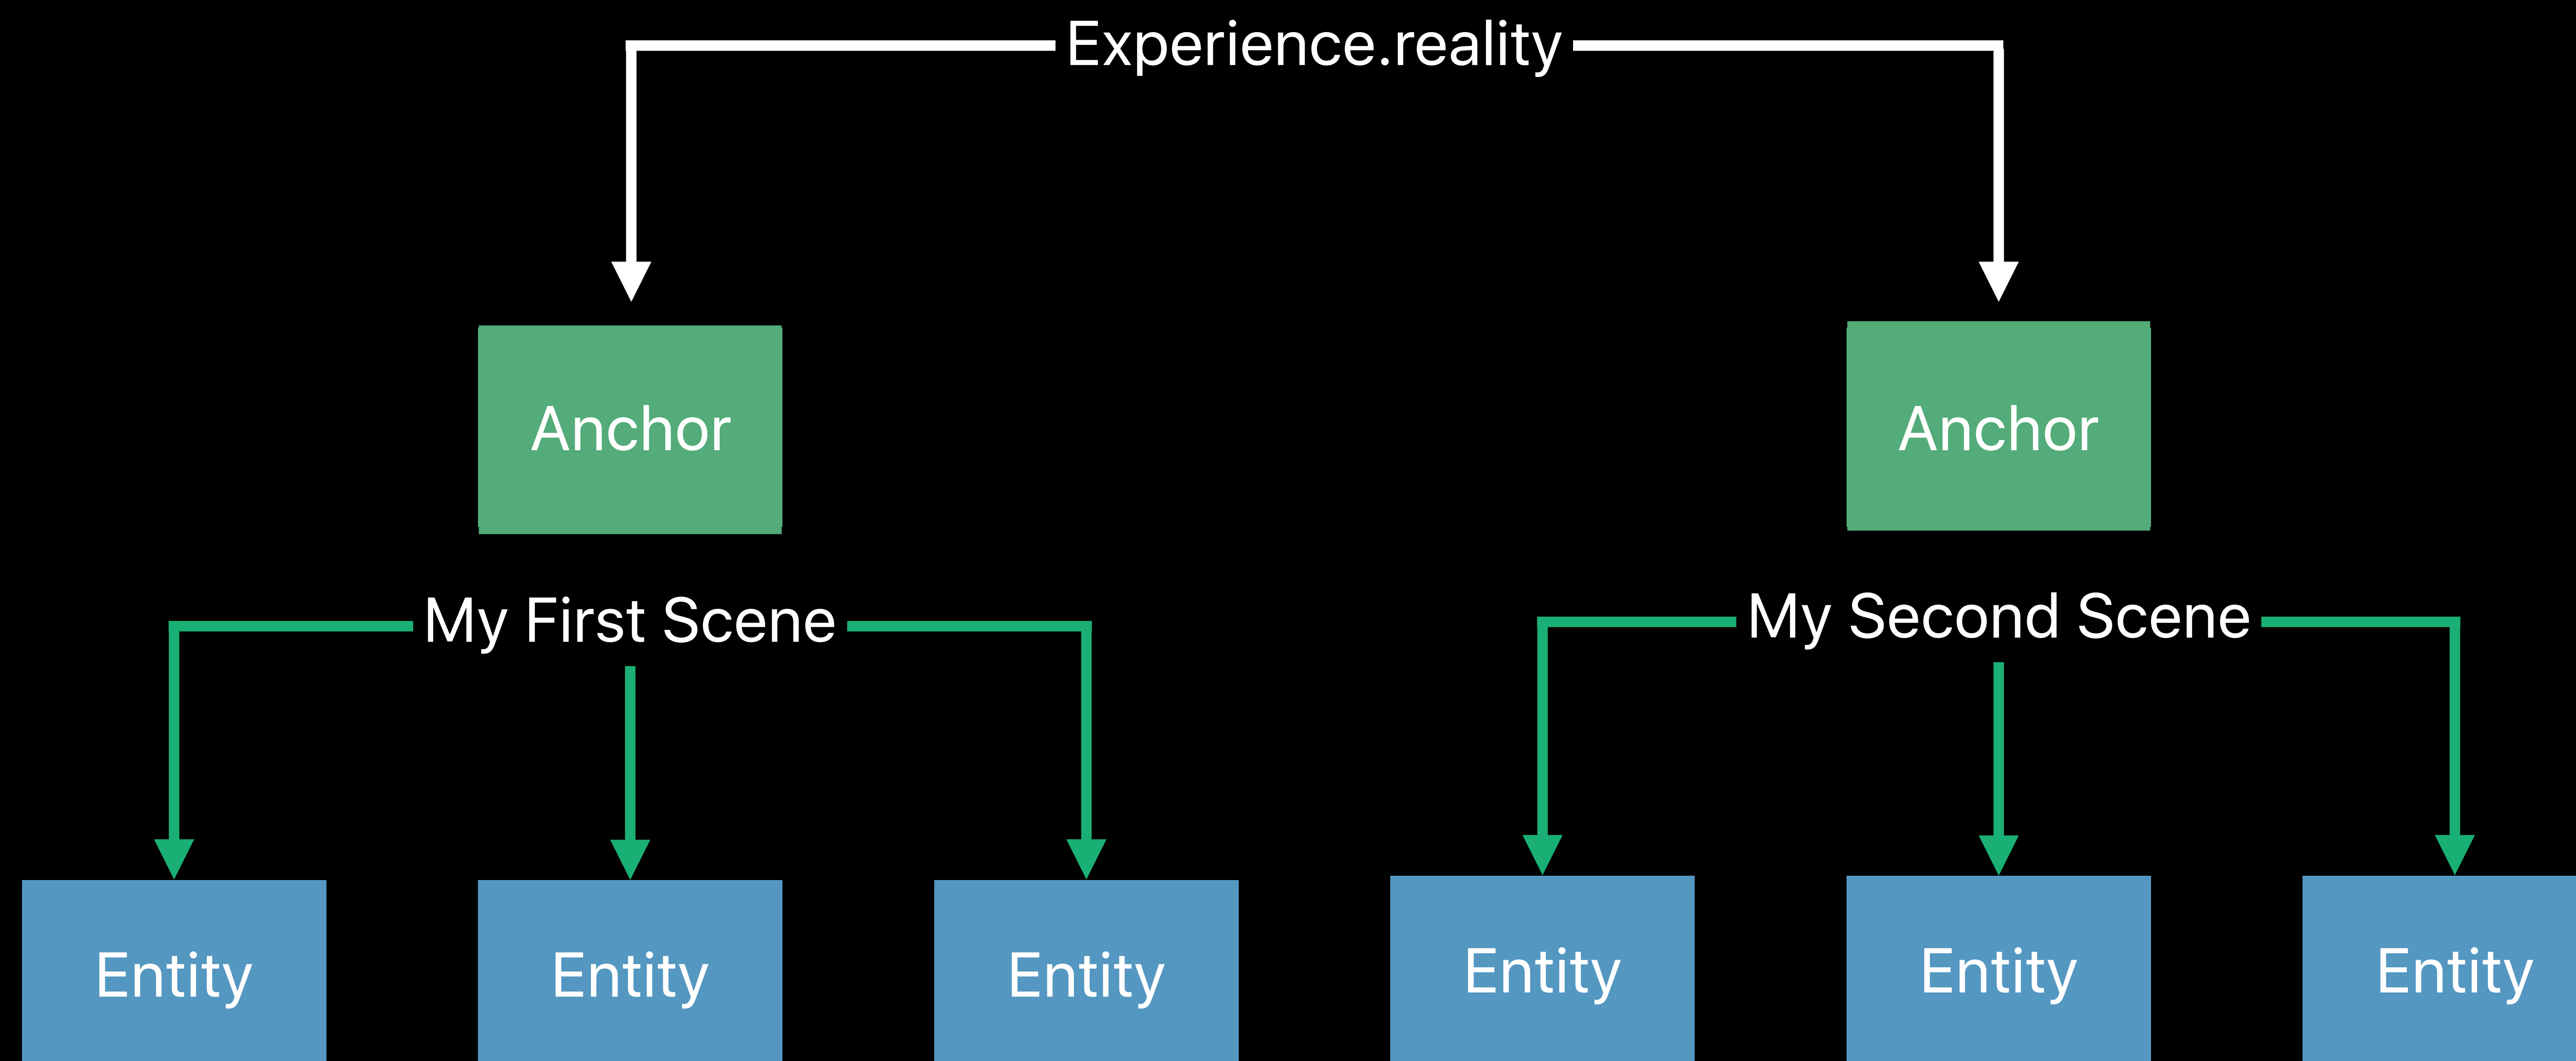 Experience.reality
Anchor
Anchor
My First Scene
My Second Scene
Entity
Entity
Entity
Entity
Entity
Entity